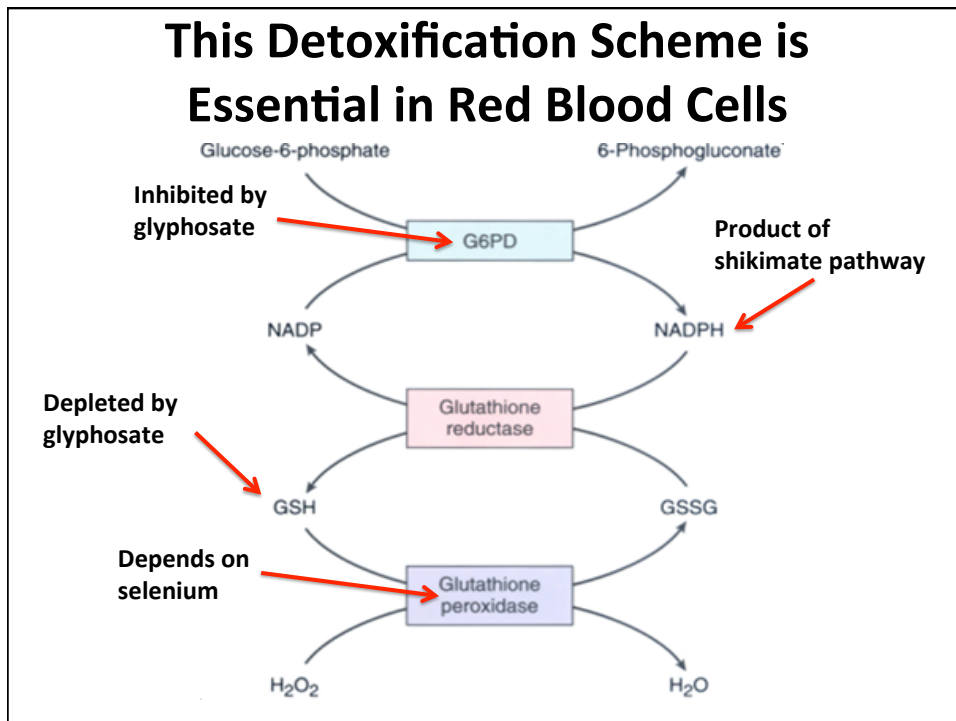 This Detoxification Scheme is
Essential in Red Blood Cells
Glucose-6-phosphate
6-Phosphogluconate
Inhibited by
glyphosate
G6PD
Product of
shikimate pathway
NADP
NADPH
Depleted by
glyphosate
Glutathione
reductase
GSH
GSSG
Depends on
selenium
Glutathione
peroxidase
H₂O₂
H₂O